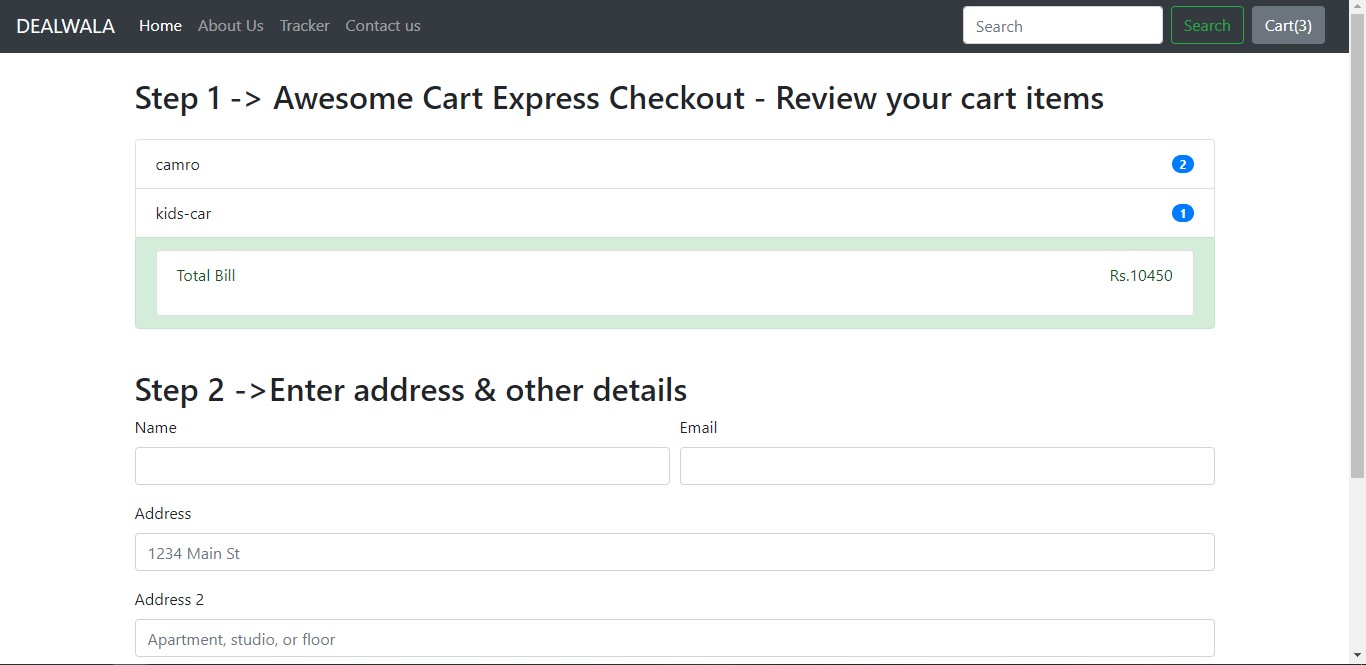 DEALWALA Home About Us Tracker Contact us Search Search Cart(3)
Step 1 -> Awesome Cart Express Checkout - Review your cart items
camro 2
kids-car 1
Total Bill Rs.10450
Step 2 ->Enter address & other details
Name Email
Address
1234 Main St
Address 2
Apartment, studio, or floor